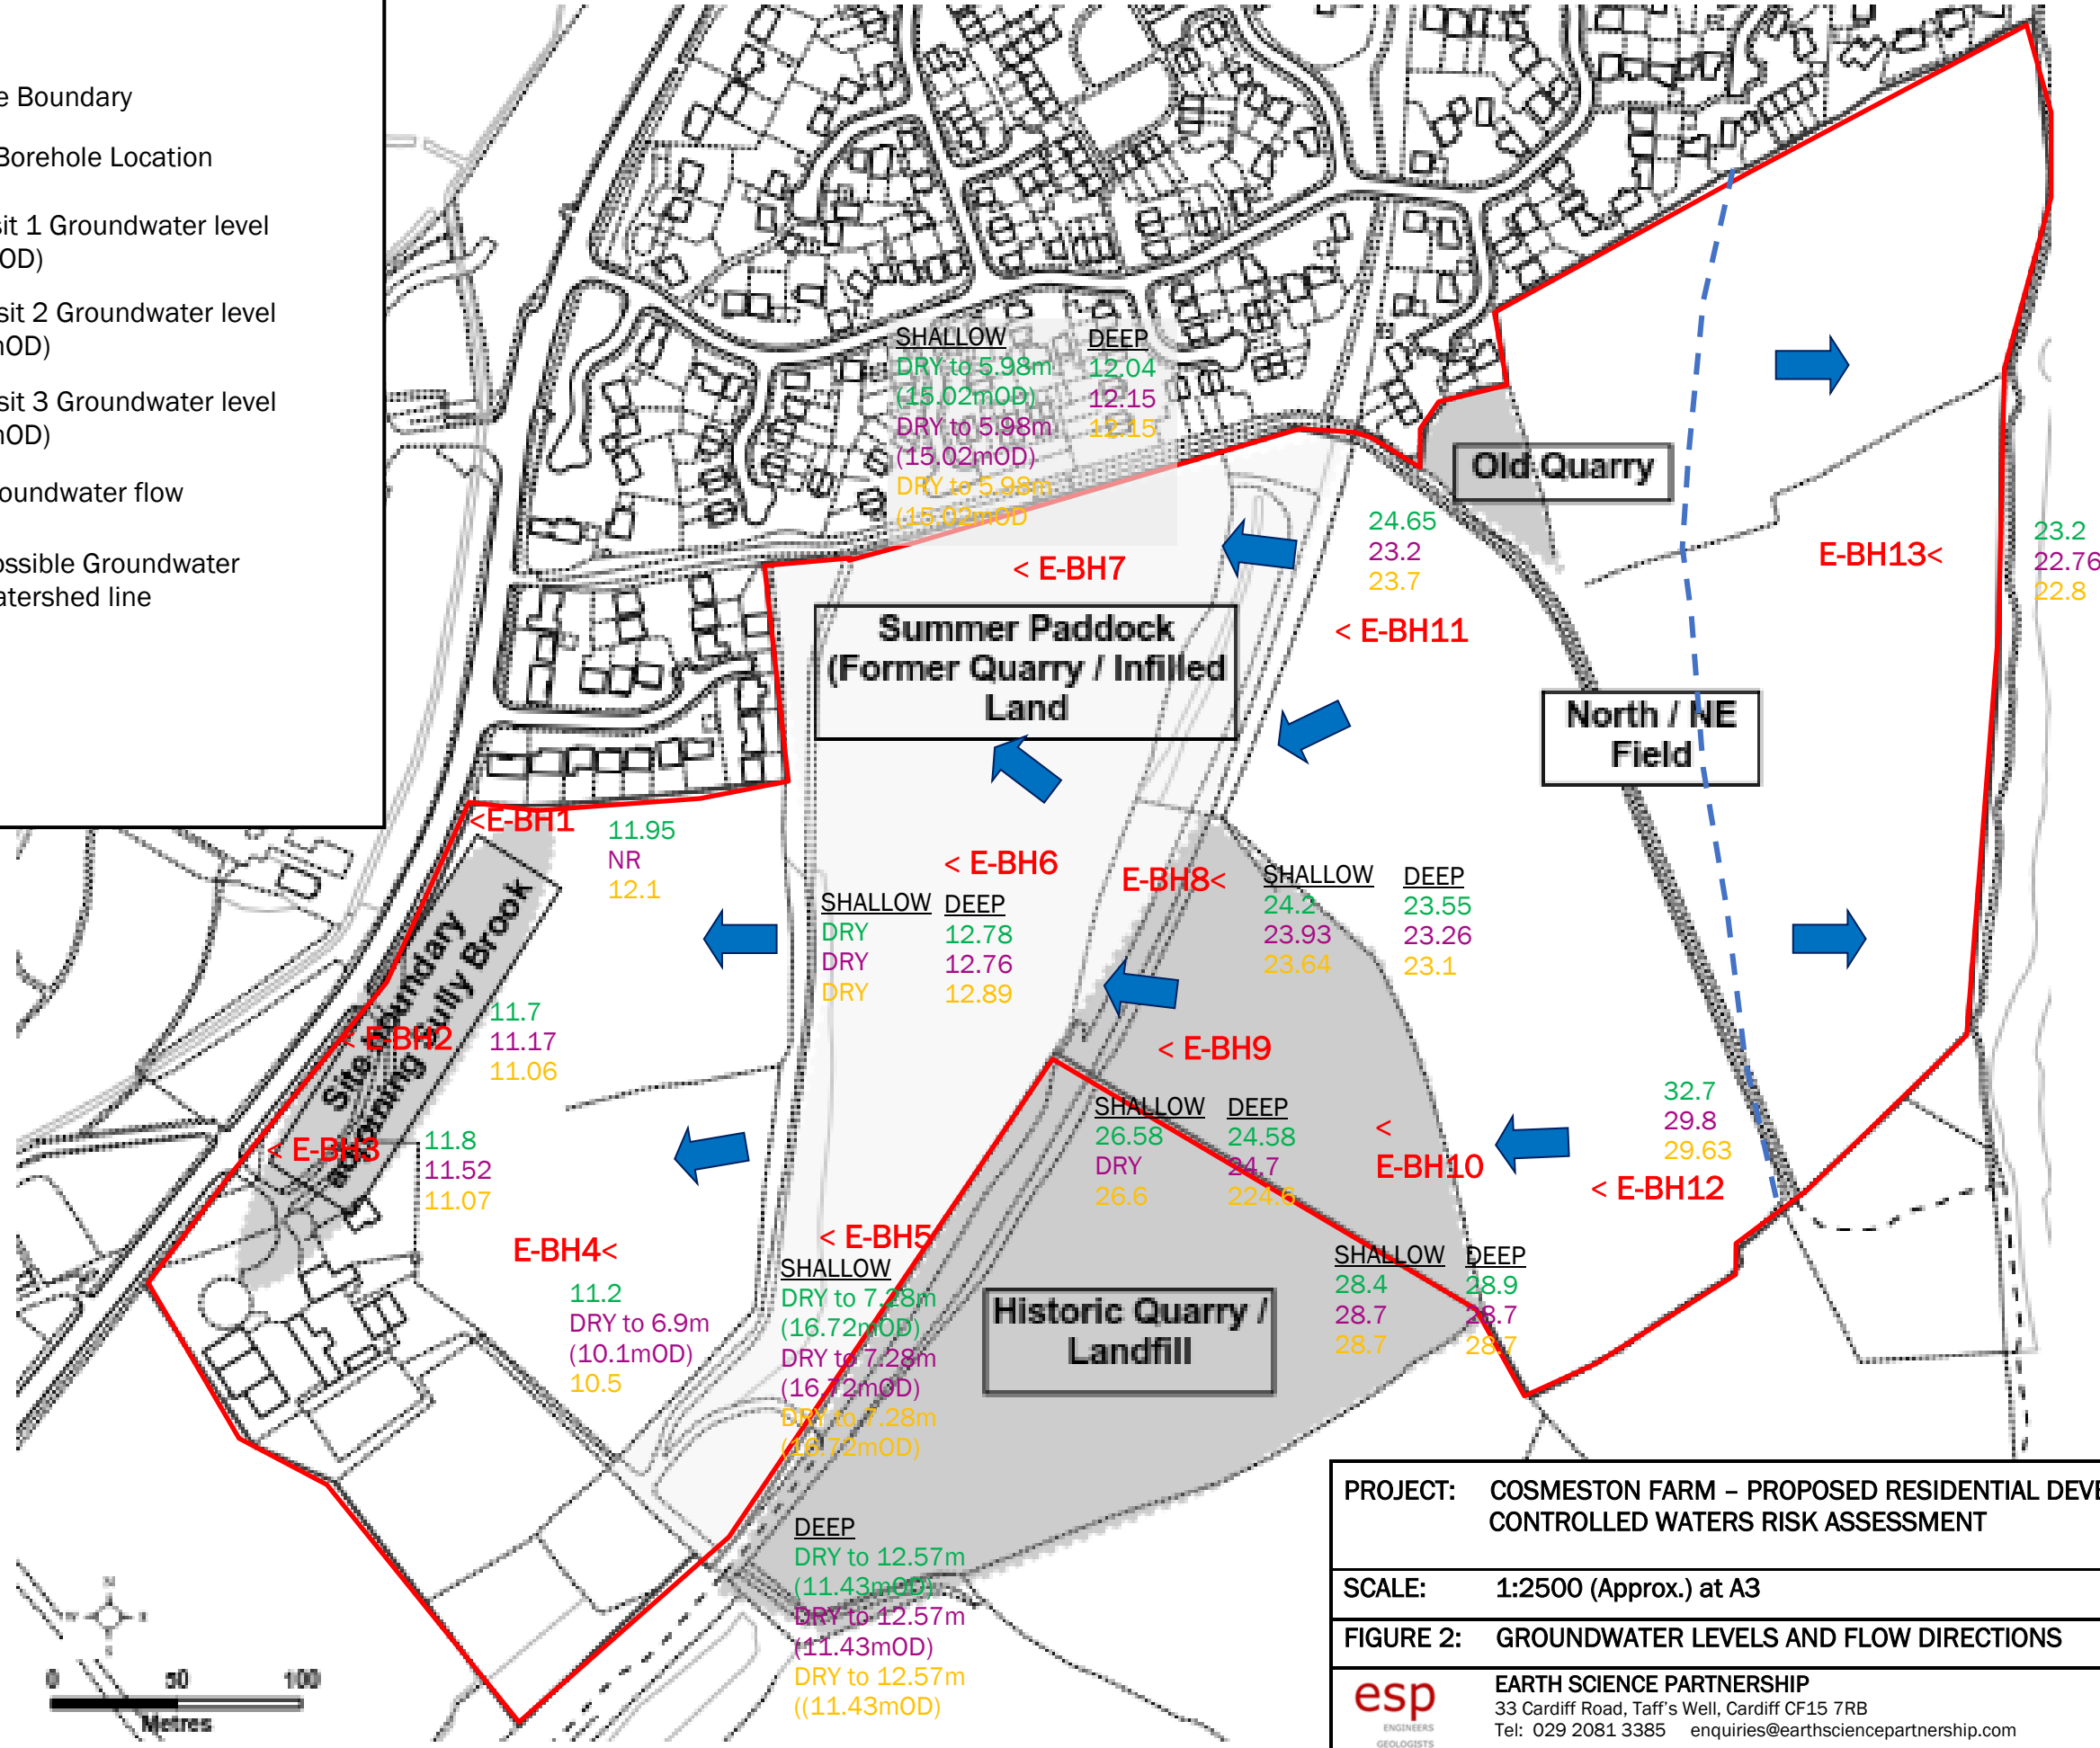 e Boundary
Borehole Location
sit 1 Groundwater level
OD)
sit 2 Groundwater level
nOD)
sit 3 Groundwater level
nOD)
oundwater flow
ossible Groundwater
atershed line
SHALLOW DEEP
DRY to 5.98m 12.04
(15.02mOD) 12.15
DRY to 5.98m 12.15
(15.02mOD)
DRY to 5.98m
(15.02mOD
< E-BH7
Old Quarry
24.65
23.2
23.7
< E-BH11
E-BH13<
23.2
22.76
22.8
Summer Paddock
(Former Quarry / Infilled
Land
North / NE
Field
<E-BH1
11.95
NR
12.1
< E-BH6
SHALLOW DEEP
DRY 12.78
DRY 12.76
DRY 12.89
E-BH8<
SHALLOW DEEP
24.2 23.55
23.93 23.26
23.64 23.1
Site Boundary
adjoining Sully Brook
< E-BH2
11.7
11.17
11.06
< E-BH3
11.8
11.52
11.07
< E-BH9
SHALLOW DEEP
26.58 24.58
DRY 24.7
26.6 224.6
<
E-BH10
32.7
29.8
29.63
< E-BH12
SHALLOW DEEP
28.4 28.9
28.7 28.7
28.7 28.7
E-BH4<
11.2
DRY to 6.9m
(10.1mOD)
10.5
< E-BH5
SHALLOW
DRY to 7.28m
(16.72mOD)
DRY to 7.28m
(16.72mOD)
DRY to 7.28m
(16.72mOD)
DEEP
DRY to 12.57m
(11.43mOD)
DRY to 12.57m
(11.43mOD)
DRY to 12.57m
((11.43mOD)
Historic Quarry /
Landfill
N
0 50 100
Metres
PROJECT: COSMESTON FARM – PROPOSED RESIDENTIAL DEVE
CONTROLLED WATERS RISK ASSESSMENT
SCALE: 1:2500 (Approx.) at A3
FIGURE 2: GROUNDWATER LEVELS AND FLOW DIRECTIONS
esp
ENGINEERS
GEOLOGISTS
EARTH SCIENCE PARTNERSHIP
33 Cardiff Road, Taff's Well, Cardiff CF15 7RB
Tel: 029 2081 3385 enquiries@earthsciencepartnership.com